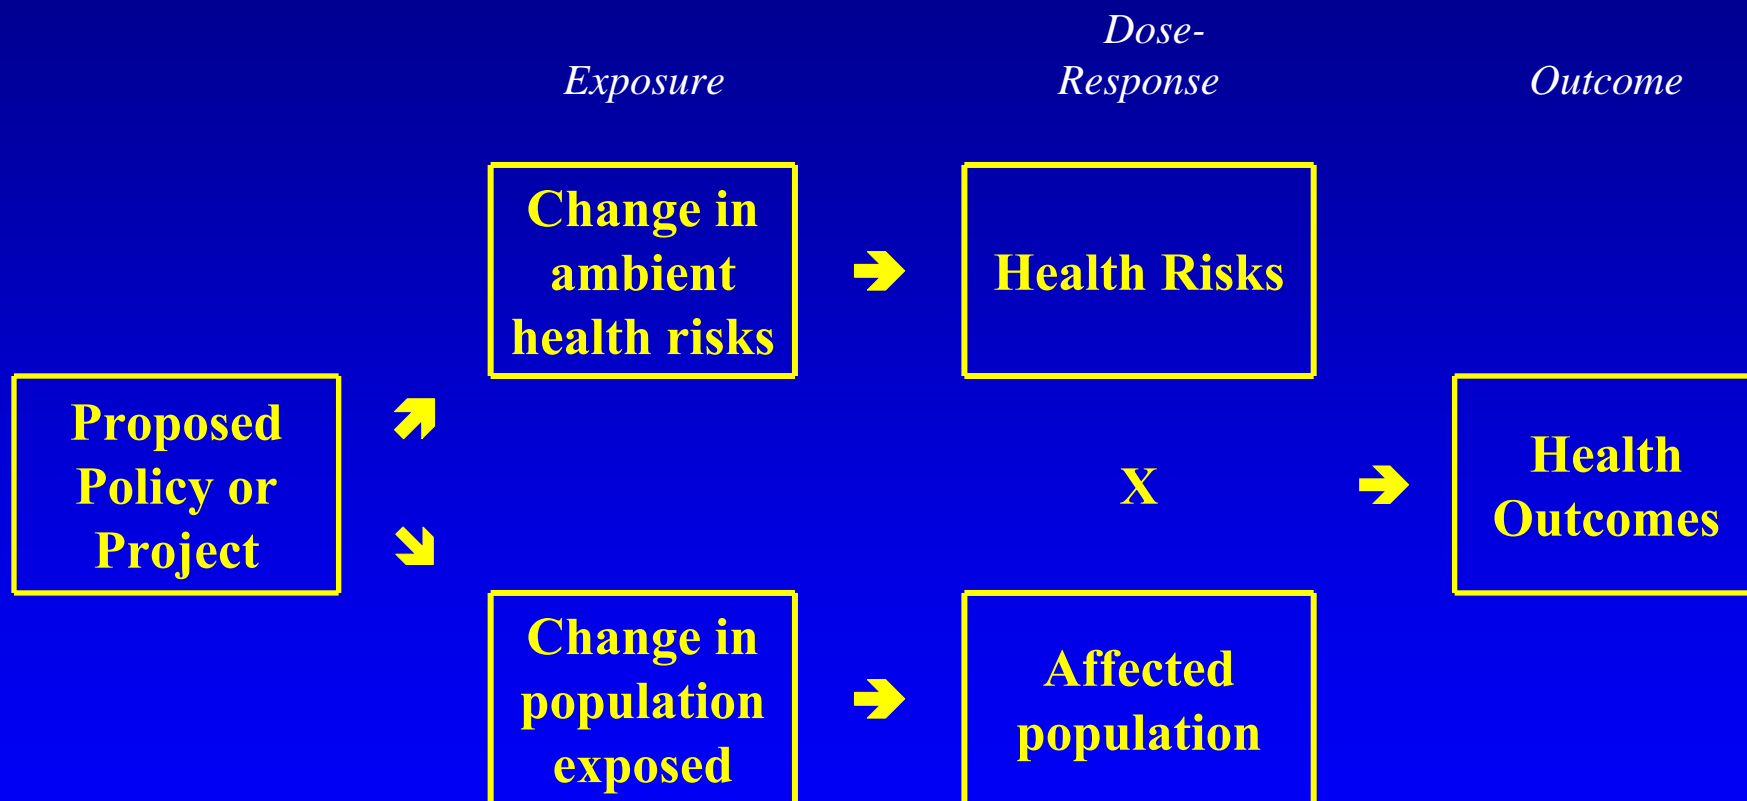 Dose-
Exposure Response Outcome
Change in
ambient
health risks
Health Risks
Proposed
Policy or
Project
X
Health
Outcomes
Change in
population
exposed
Affected
population